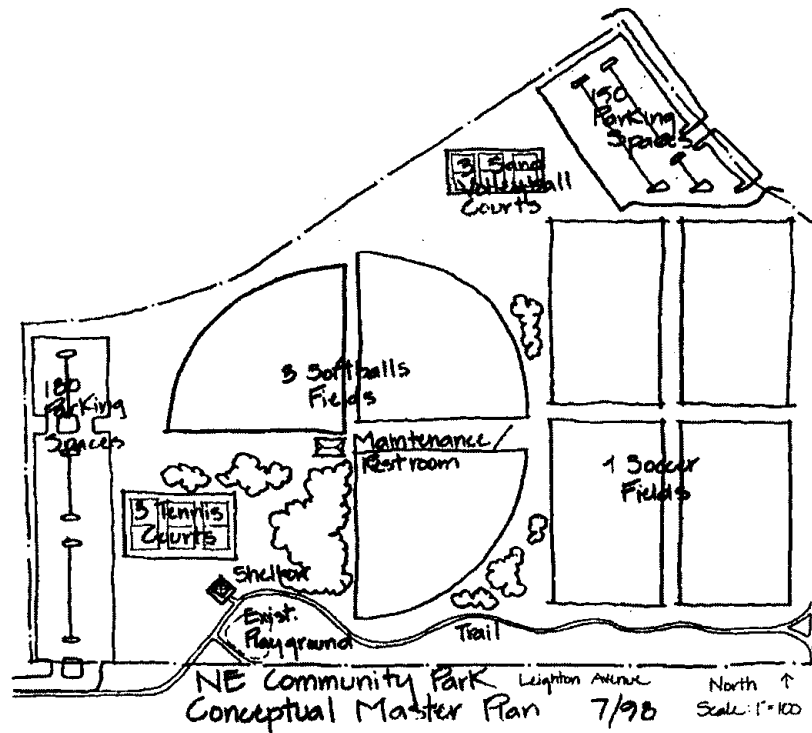 150
Parking
Spaces
3 Sand
Volleyball
Courts
3 Softballs
Fields
180
Parking
Spaces
Maintenance/
Restroom
1 Soccer
Fields
3 Tennis
Courts
Shelter
Exist.
Playground
Trail
NE Community Park
Conceptual Master Plan 7/98
Leighton Avenue
North ↑
Scale: 1"=100